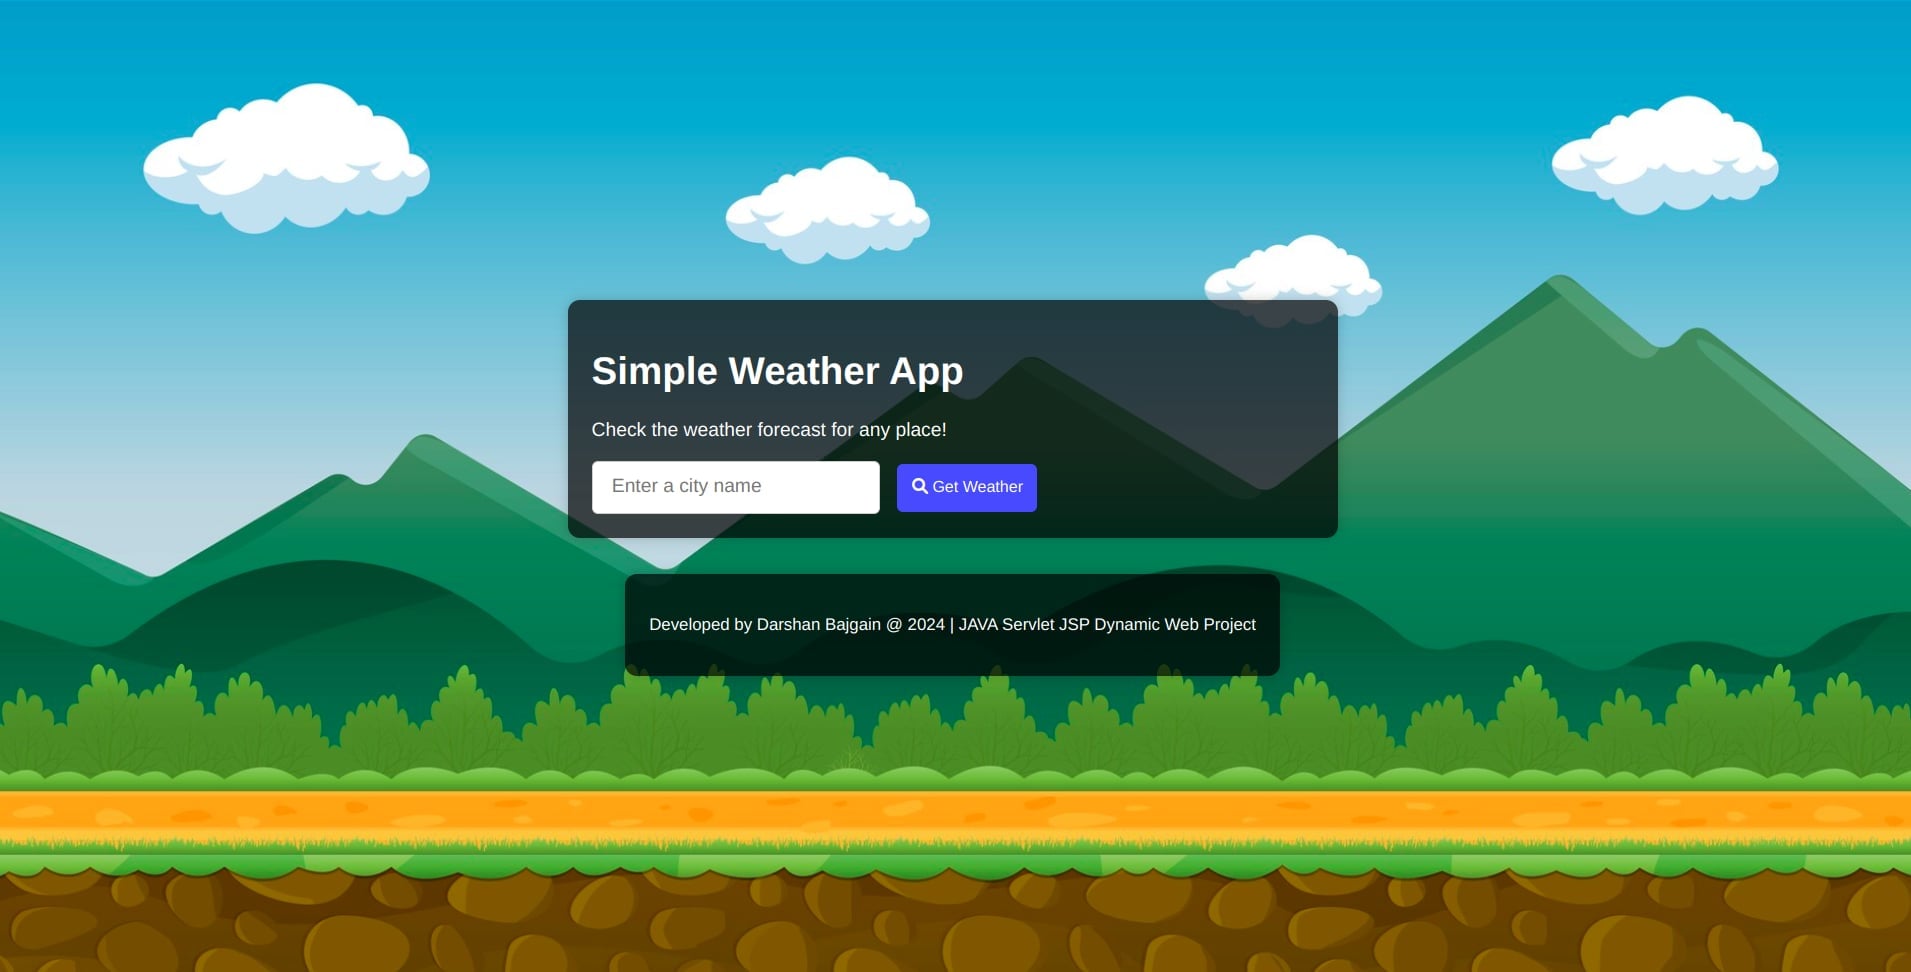 Simple Weather App
Check the weather forecast for any place!
Enter a city name
Get Weather
Developed by Darshan Bajgain @ 2024 | JAVA Servlet JSP Dynamic Web Project